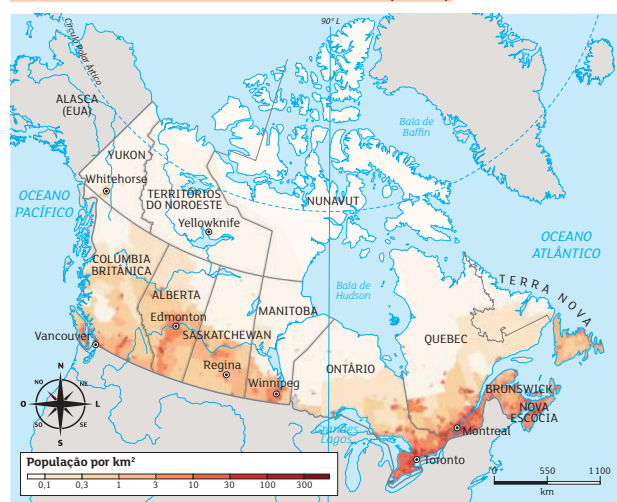 90° L
Círculo Polar Ártico
ALASCA
(EUA)
Baía de
Baffin
YUKON
Whitehorse
TERRITÓRIOS
DO NOROESTE
NUNAVUT
OCEANO
PACÍFICO
Yellowknife
OCEANO
ATLÂNTICO
COLUMBIA
BRITÂNICA
Baía de
Hudson
TERRA NOVA
ALBERTA
MANITOBA
Edmonton
SASKATCHEWAN
QUEBEC
Vancouver
ONTÁRIO
Regina
Winnipeg
BRUNSWICK
NOVA
ESCÓCIA
N
NO
NE
O
L
SO
SE
S
Grandes
Lagos
Montreal
Toronto
População por km²
0,1 0,3 1 3 10 30 100 300
0 550 1 100
km